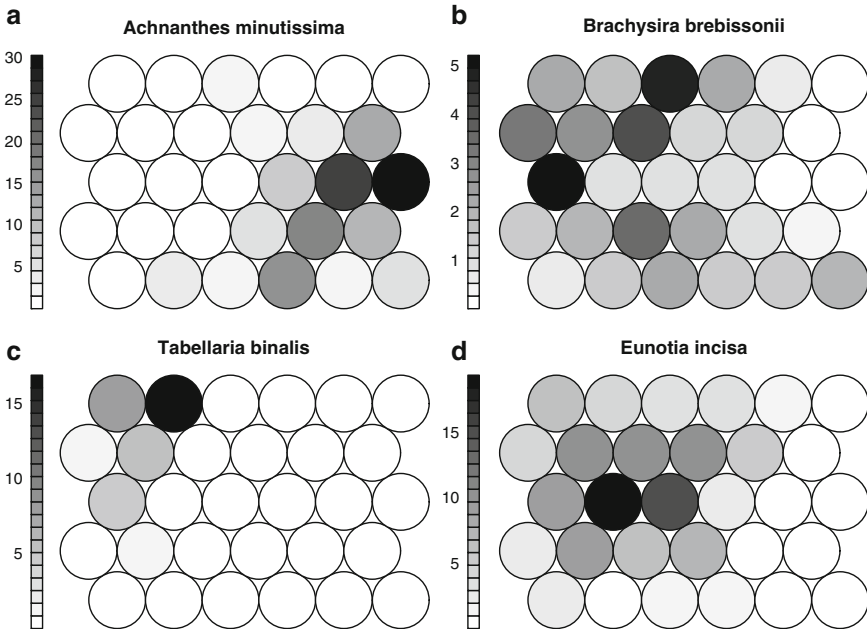 a
Achnanthes minutissima
30
25
20
15
10
5
b
Brachysira brebissonii
5
4
3
2
1
c
Tabellaria binalis
15
10
5
d
Eunotia incisa
15
10
5